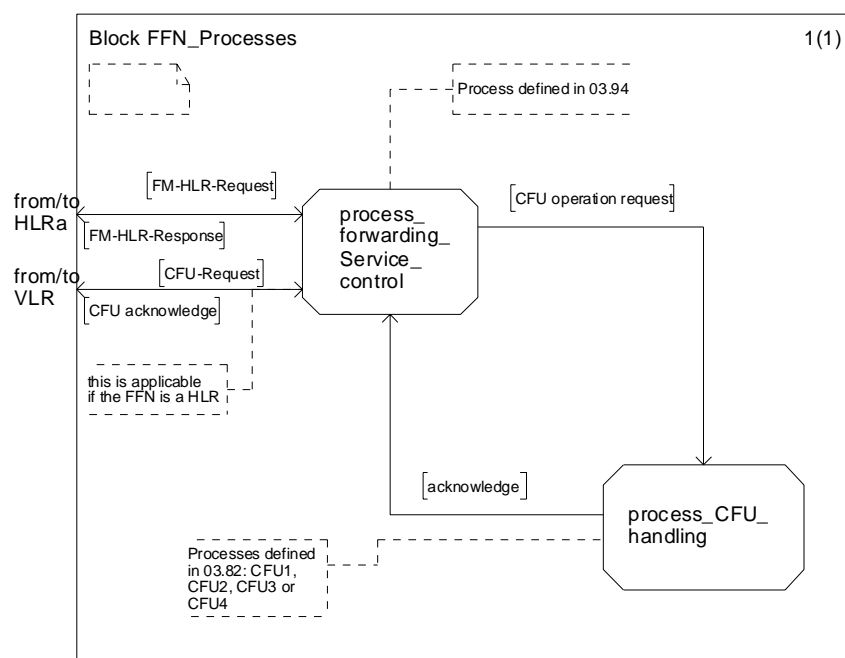 Block FFN_Processes
1(1)
Process defined in 03.94
[FM-HLR-Request]
from/to
HLRa
[FM-HLR-Response]
process_
forwarding_
Service_
control
[CFU operation request]
from/to
VLR
[CFU-Request]
[CFU acknowledge]
this is applicable
if the FFN is a HLR
[acknowledge]
process_CFU_
handling
Processes defined
in 03.82: CFU1,
CFU2, CFU3 or
CFU4